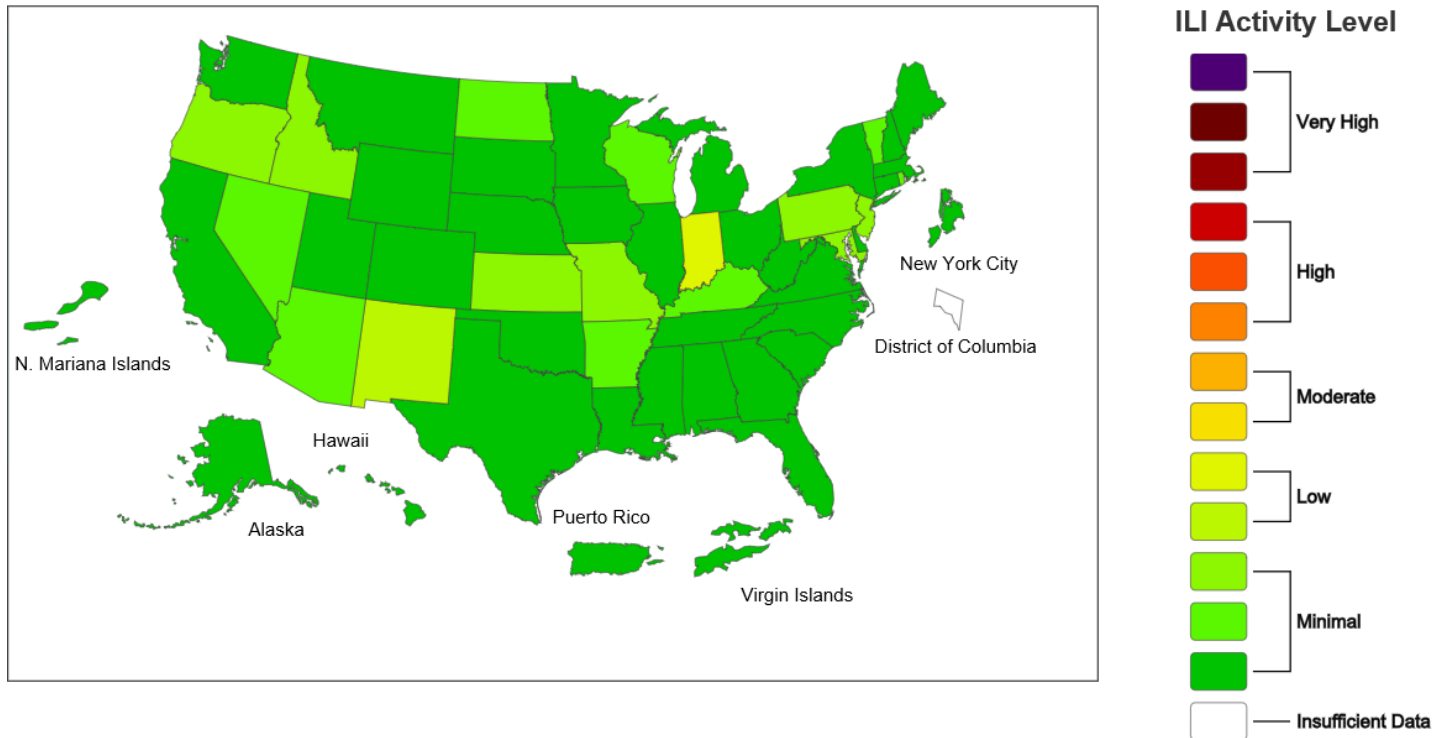 ILI Activity Level
Very High
High
Moderate
Low
Minimal
Insufficient Data
New York City
District of Columbia
N. Mariana Islands
Hawaii
Alaska
Puerto Rico
Virgin Islands